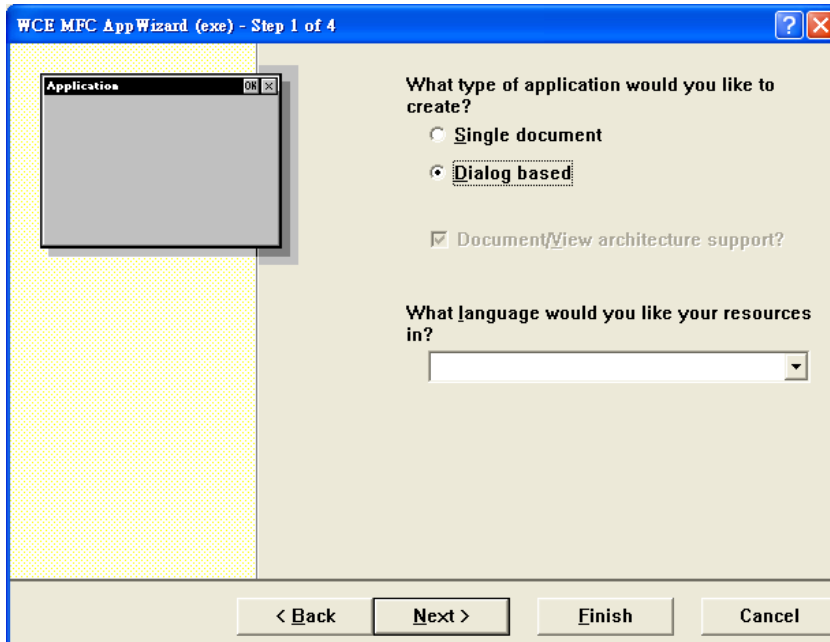 WCE MFC AppWizard (exe) - Step 1 of 4
Application
OK
What type of application would you like to
create?
Single document
Dialog based
Document/View architecture support?
What language would you like your resources
in?
< Back
Next >
Finish
Cancel